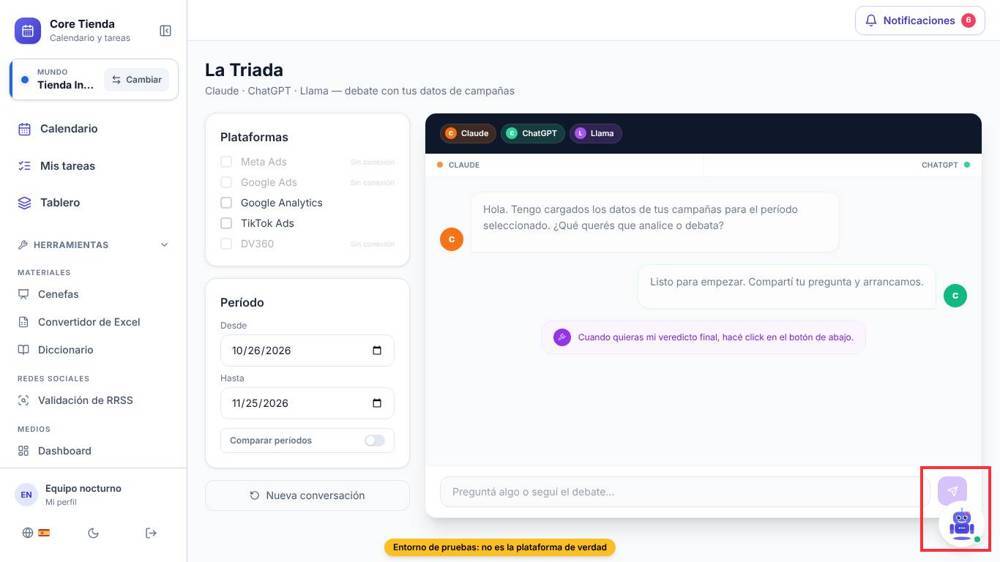 Core Tienda
Calendario y tareas
MUNDO
Tienda In...
Cambiar
Calendario
Mis tareas
Tablero
HERRAMIENTAS
MATERIALES
Cenefas
Convertidor de Excel
Diccionario
REDES SOCIALES
Validación de RRSS
MEDIOS
Dashboard
EN
Equipo nocturno
Mi perfil
Notificaciones 6
La Triada
Claude · ChatGPT · Llama — debate con tus datos de campañas
Plataformas
Meta Ads Sin conexión
Google Ads Sin conexión
Google Analytics
TikTok Ads
DV360 Sin conexión
Período
Desde
10/26/2026
Hasta
11/25/2026
Comparar períodos
Nueva conversación
C Claude C ChatGPT L Llama
CLAUDE CHATGPT
Hola. Tengo cargados los datos de tus campañas para el período
seleccionado. ¿Qué querés que analice o debata?
C
Listo para empezar. Compartí tu pregunta y arrancamos.
C
Cuando quieras mi veredicto final, hacé click en el botón de abajo.
Preguntá algo o seguí el debate...
Entorno de pruebas: no es la plataforma de verdad